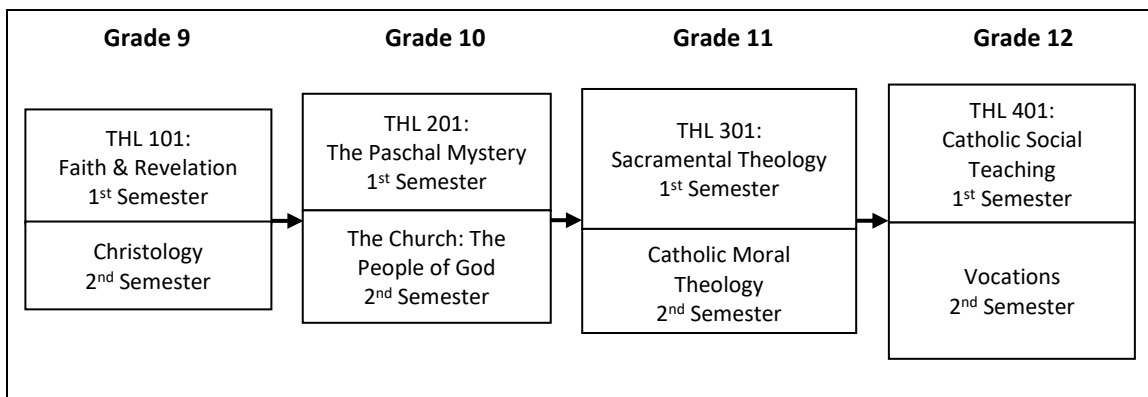 Grade 9
Grade 10
Grade 11
Grade 12
THL 101:
Faith & Revelation
1st Semester
Christology
2nd Semester
THL 201:
The Paschal Mystery
1st Semester
The Church: The
People of God
2nd Semester
THL 301:
Sacramental Theology
1st Semester
Catholic Moral
Theology
2nd Semester
THL 401:
Catholic Social
Teaching
1st Semester
Vocations
2nd Semester